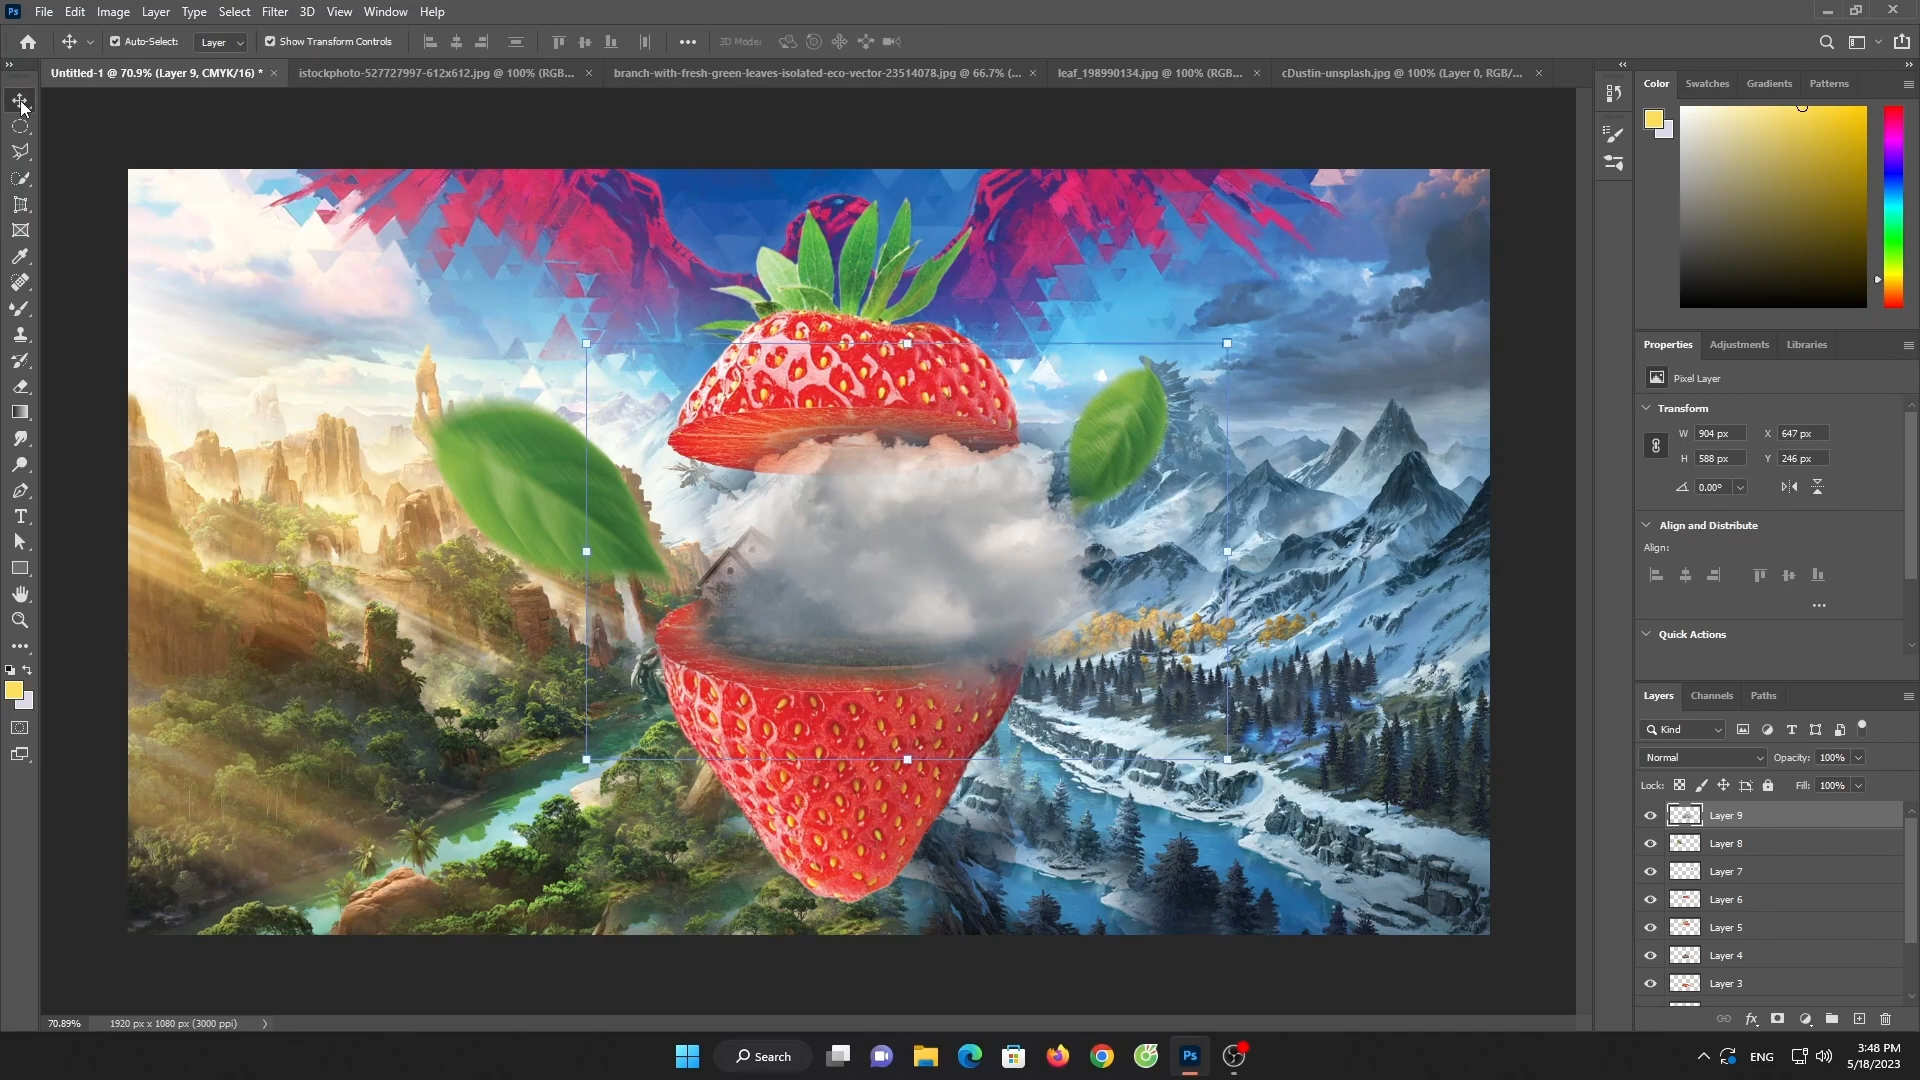 Ps File Edit Image Layer Type Select Filter 3D View Window Help
Auto-Select: Layer Show Transform Controls 3D Mode:
Untitled-1 @ 70.9% (Layer 9, CMYK/16) * istockphoto-527727997-612x612.jpg @ 100% (RGB... branch-with-fresh-green-leaves-isolated-eco-vector-23514078.jpg @ 66.7% (... leaf_198990134.jpg @ 100% (RGB... cDustin-unsplash.jpg @ 100% (Layer 0, RGB/...
Color Swatches Gradients Patterns
Properties Adjustments Libraries
Pixel Layer
Transform
W 904 px X 647 px
H 588 px Y 246 px
0.00°
Align and Distribute
Align:
Quick Actions
Layers Channels Paths
Kind
Normal Opacity: 100%
Lock: Fill: 100%
Layer 9
Layer 8
Layer 7
Layer 6
Layer 5
Layer 4
Layer 3
70.89% 1920 px x 1080 px (3000 ppi)
Search Ps ENG 3:48 PM
5/18/2023